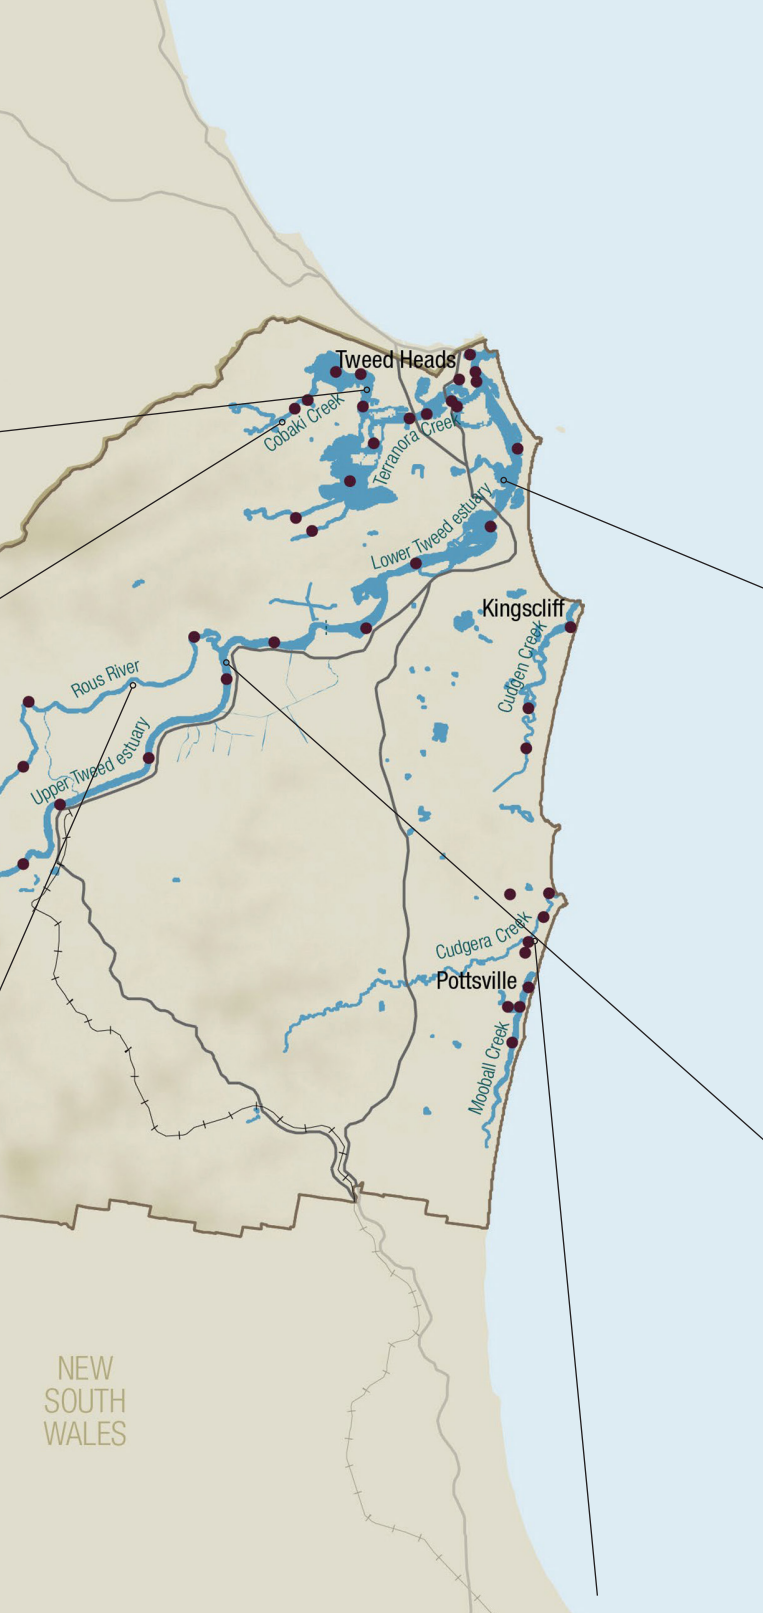 Tweed Heads
Cobaki Creek
Terranora Creek
Lower Tweed estuary
Kingscliff
Cudgen Creek
Rous River
Upper Tweed estuary
Cudgera Creek
Pottsville
Mooball Creek
NEW
SOUTH
WALES